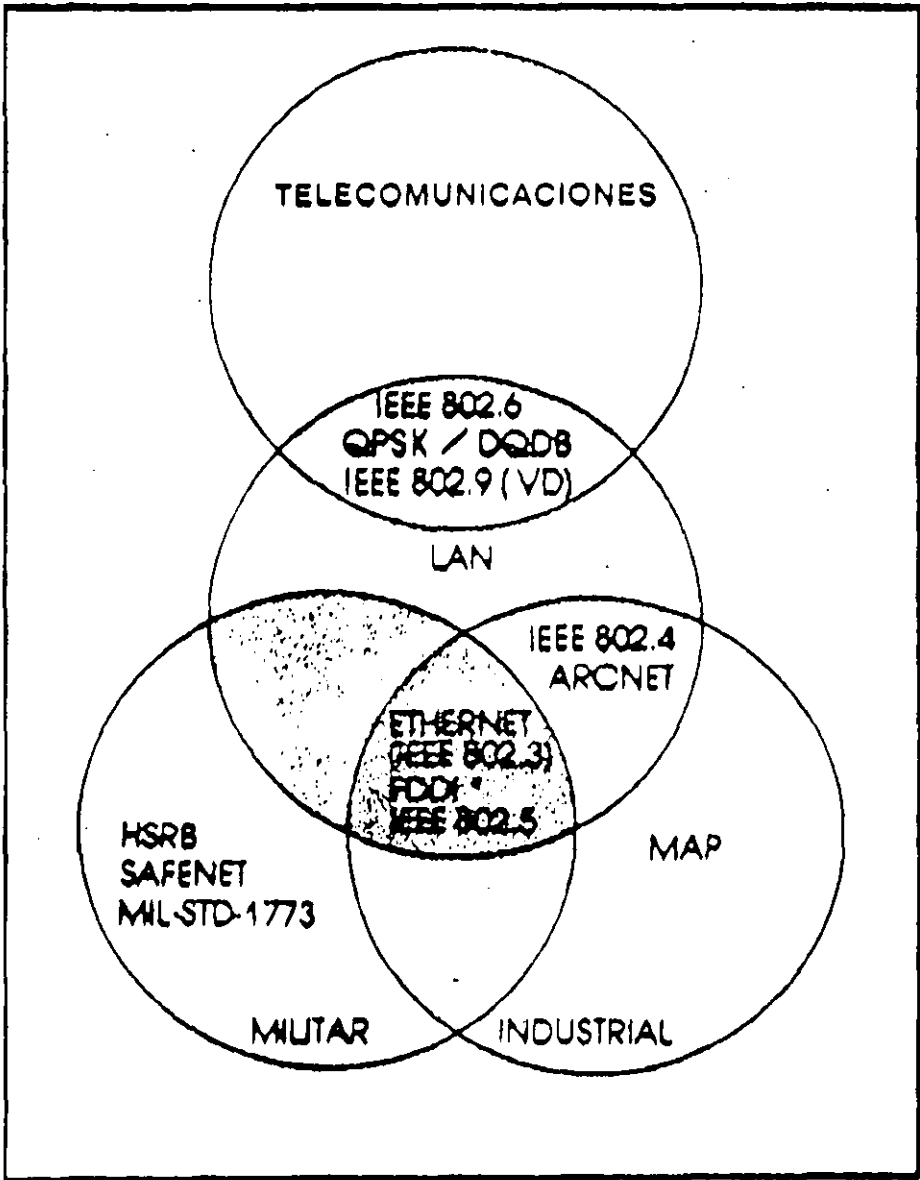 TELECOMUNICACIONES
IEEE 802.6
QPSK / DQDB
IEEE 802.9 (VD)
LAN
IEEE 802.4
ARCNET
ETHERNET
(IEEE 802.3)
FDDI *
IEEE 802.5
HSRB
SAFENET
MIL-STD-1773
MAP
MILITAR
INDUSTRIAL